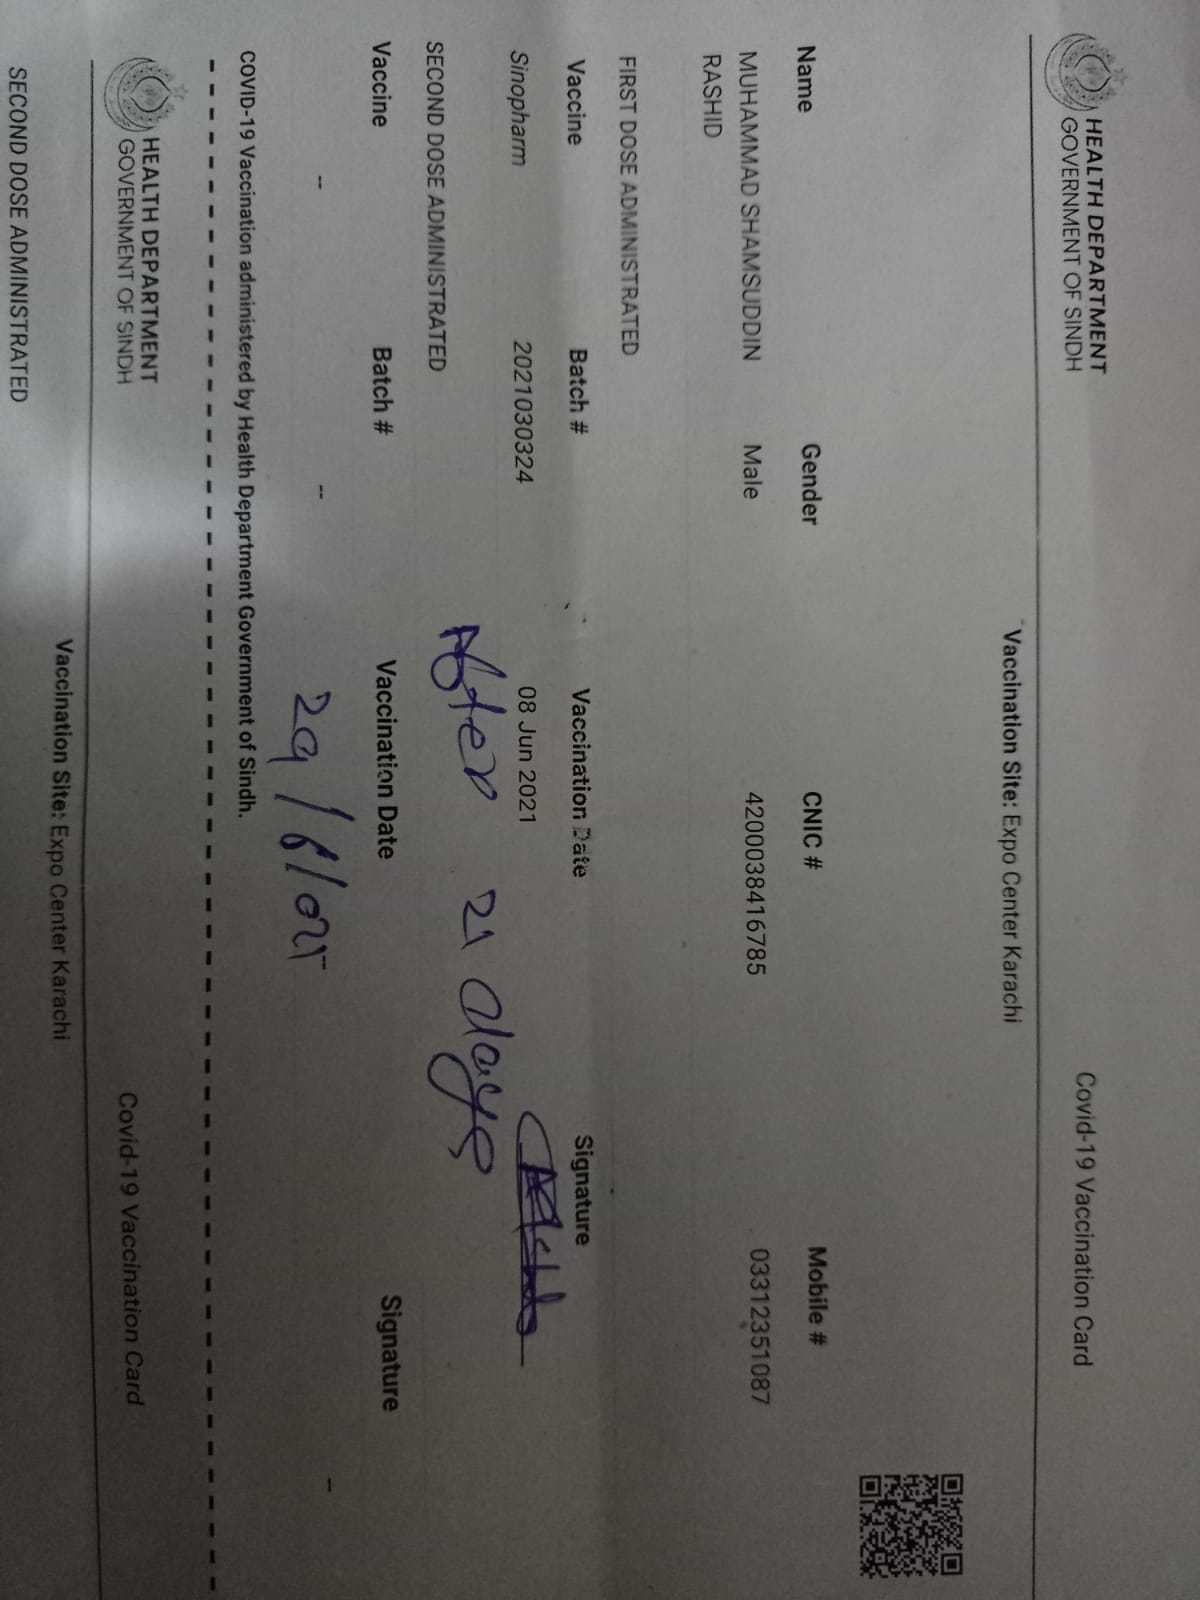 HEALTH DEPARTMENT
GOVERNMENT OF SINDH
Covid-19 Vaccination Card
Vaccination Site: Expo Center Karachi
Name Gender CNIC # Mobile #
MUHAMMAD SHAMSUDDIN Male 4200038416785 03312351087
RASHID
FIRST DOSE ADMINISTRATED
Vaccine Batch # Vaccination Date Signature
Sinopharm 2021030324 08 Jun 2021
After 21 days
SECOND DOSE ADMINISTRATED
Vaccine Batch # Vaccination Date Signature
-- -- 29/6/021 --
COVID-19 Vaccination administered by Health Department Government of Sindh.
HEALTH DEPARTMENT
GOVERNMENT OF SINDH
Covid-19 Vaccination Card
Vaccination Site: Expo Center Karachi
SECOND DOSE ADMINISTRATED